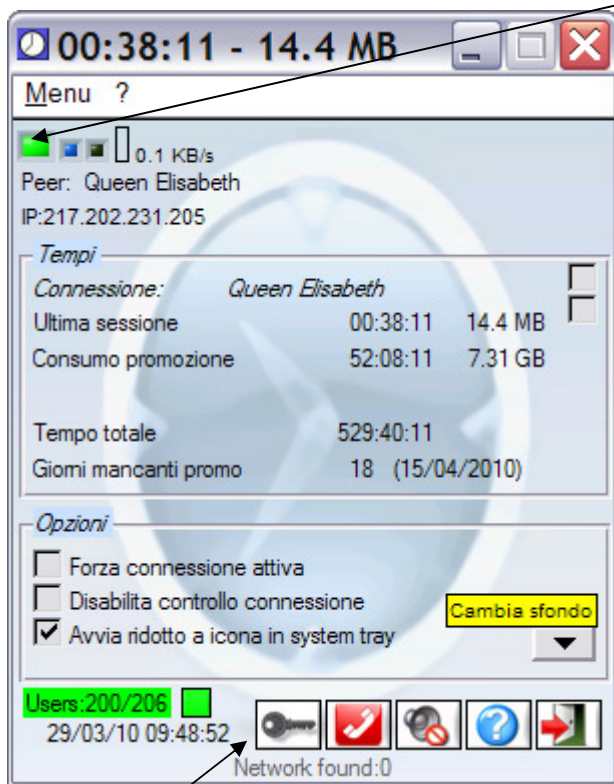 00:38:11 - 14.4 MB
Menu ?
0.1 KB/s
Peer: Queen Elisabeth
IP:217.202.231.205
Tempi
Connessione: Queen Elisabeth
Ultima sessione 00:38:11 14.4 MB
Consumo promozione 52:08:11 7.31 GB
Tempo totale 529:40:11
Giorni mancanti promo 18 (15/04/2010)
Opzioni
Forza connessione attiva
Disabilita controllo connessione
Cambia sfondo
Avvia ridotto a icona in system tray
Users:200/206
29/03/10 09:48:52
Network found:0